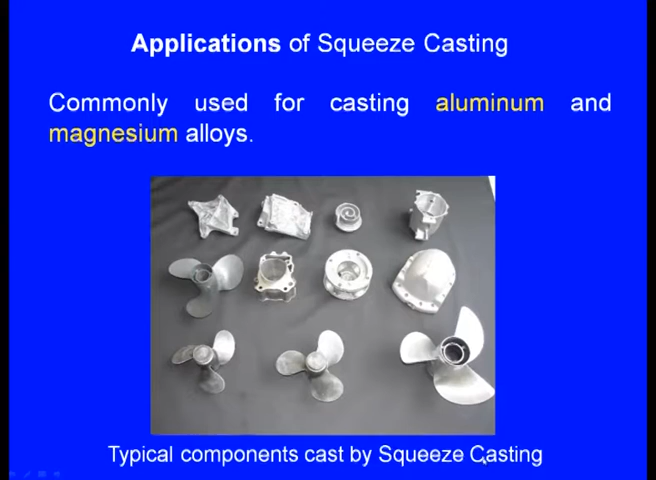 Applications of Squeeze Casting
Commonly used for casting aluminum and
magnesium alloys.
Typical components cast by Squeeze Casting